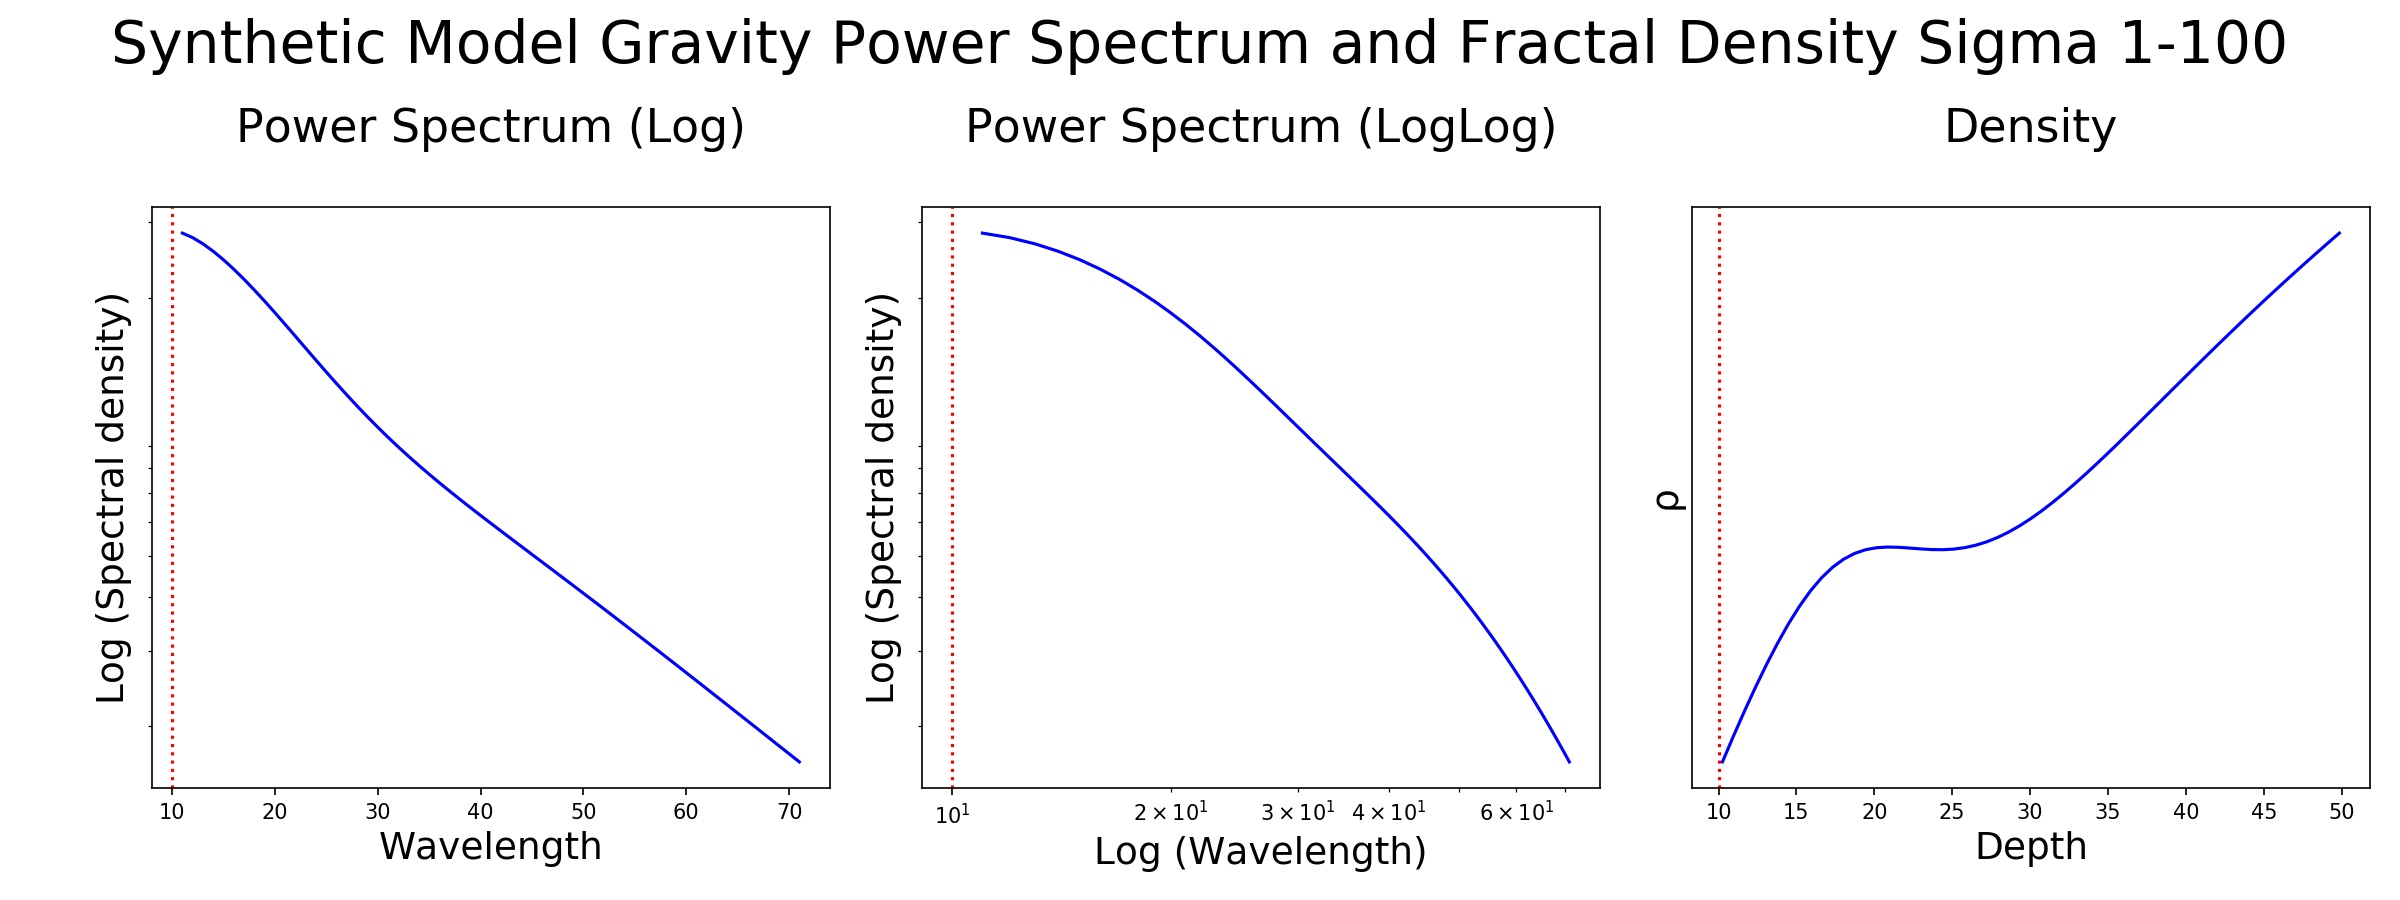 Synthetic Model Gravity Power Spectrum and Fractal Density Sigma 1-100
Power Spectrum (Log)
Log (Spectral density)
10 20 30 40 50 60 70
Wavelength
Power Spectrum (LogLog)
Log (Spectral density)
10¹ 2 × 10¹ 3 × 10¹ 4 × 10¹ 6 × 10¹
Log (Wavelength)
Density
ρ
10 15 20 25 30 35 40 45 50
Depth